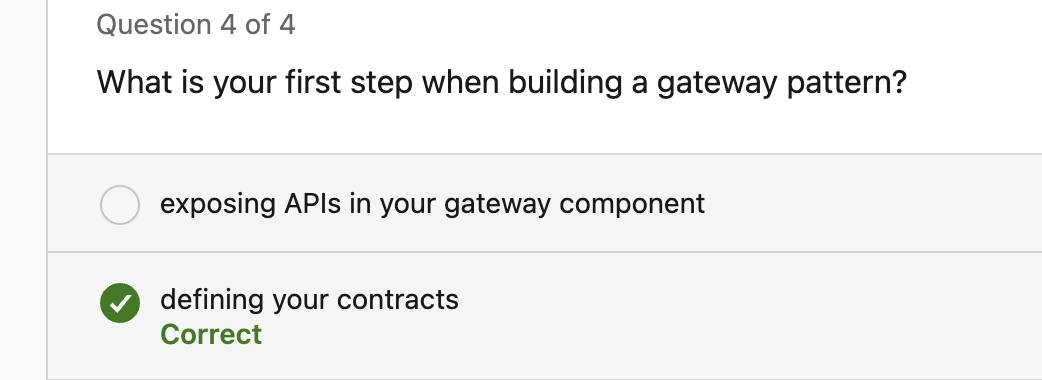 Question 4 of 4
What is your first step when building a gateway pattern?
exposing APIs in your gateway component
defining your contracts
Correct